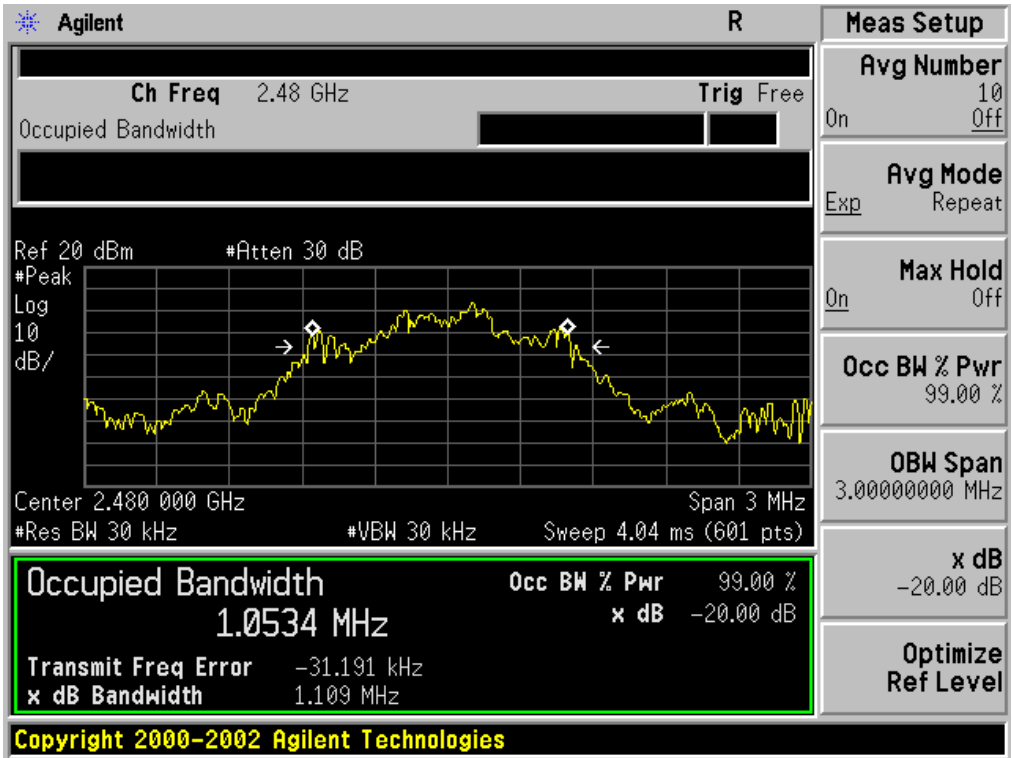 Agilent
R
Ch Freq 2.48 GHz
Trig Free
Occupied Bandwidth
Ref 20 dBm #Atten 30 dB
#Peak
Log
10
dB/
Center 2.480 000 GHz Span 3 MHz
#Res BW 30 kHz #VBW 30 kHz Sweep 4.04 ms (601 pts)
Occupied Bandwidth
1.0534 MHz
Occ BW % Pwr 99.00 %
x dB -20.00 dB
Transmit Freq Error -31.191 kHz
x dB Bandwidth 1.109 MHz
Copyright 2000-2002 Agilent Technologies
Meas Setup
Avg Number
10
On Off
Avg Mode
Exp Repeat
Max Hold
On Off
Occ BW % Pwr
99.00 %
OBW Span
3.00000000 MHz
x dB
-20.00 dB
Optimize
Ref Level